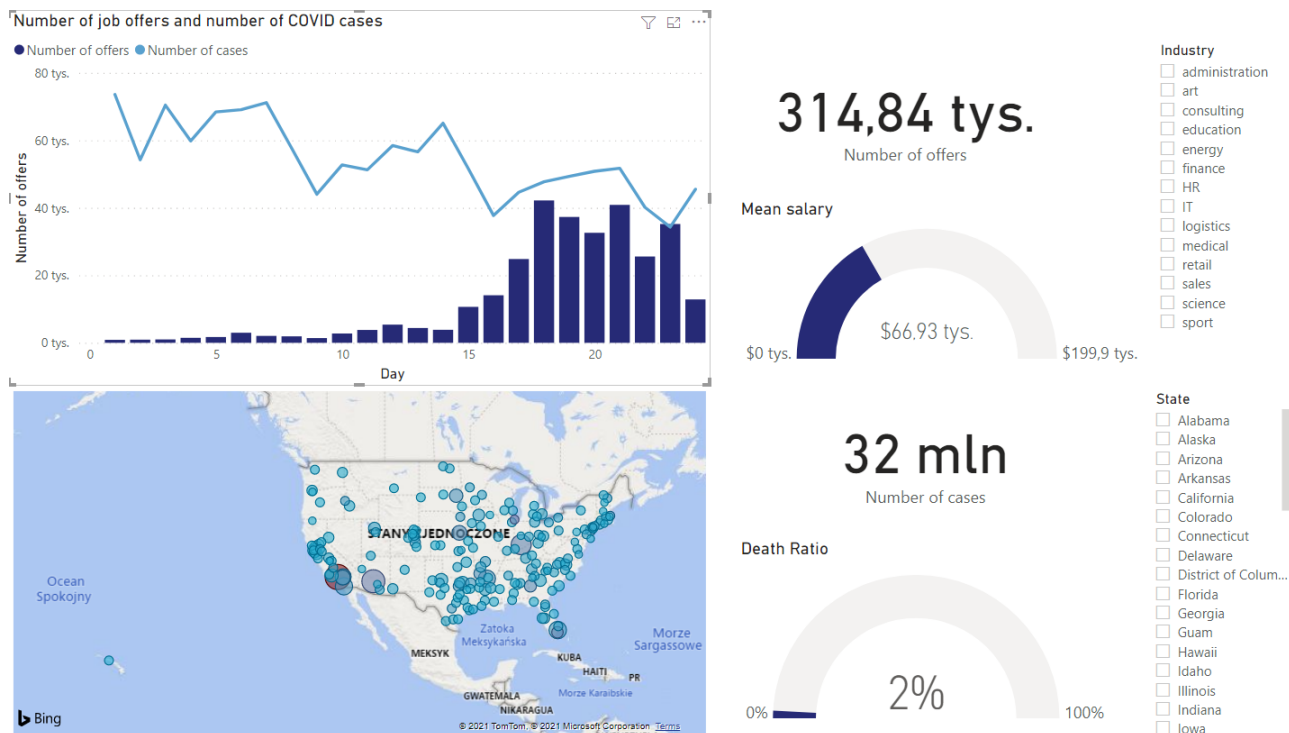 Number of job offers and number of COVID cases
Number of offers Number of cases
Number of offers
80 tys.
60 tys.
40 tys.
20 tys.
0 tys.
0 5 10 15 20
Day
314,84 tys.
Number of offers
Mean salary
$66,93 tys.
$0 tys. $199,9 tys.
Industry
administration
art
consulting
education
energy
finance
HR
IT
logistics
medical
retail
sales
science
sport
STANY ZJEDNOCZONE
Ocean
Spokojny
Zatoka
Meksykańska
Morze
Sargassowe
MEKSYK
KUBA
HAITI
PR
Morze Karaibskie
GWATEMALA
NIKARAGUA
Bing
© 2021 TomTom, © 2021 Microsoft Corporation Terms
32 mln
Number of cases
Death Ratio
2%
0% 100%
State
Alabama
Alaska
Arizona
Arkansas
California
Colorado
Connecticut
Delaware
District of Colum...
Florida
Georgia
Guam
Hawaii
Idaho
Illinois
Indiana
Iowa